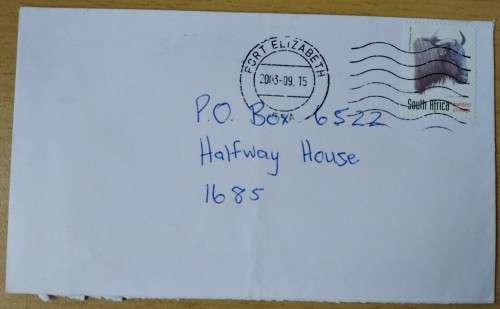 PORT ELIZABETH
2003-09.15
South Africa
P.O. Box 6522
Halfway House
1685